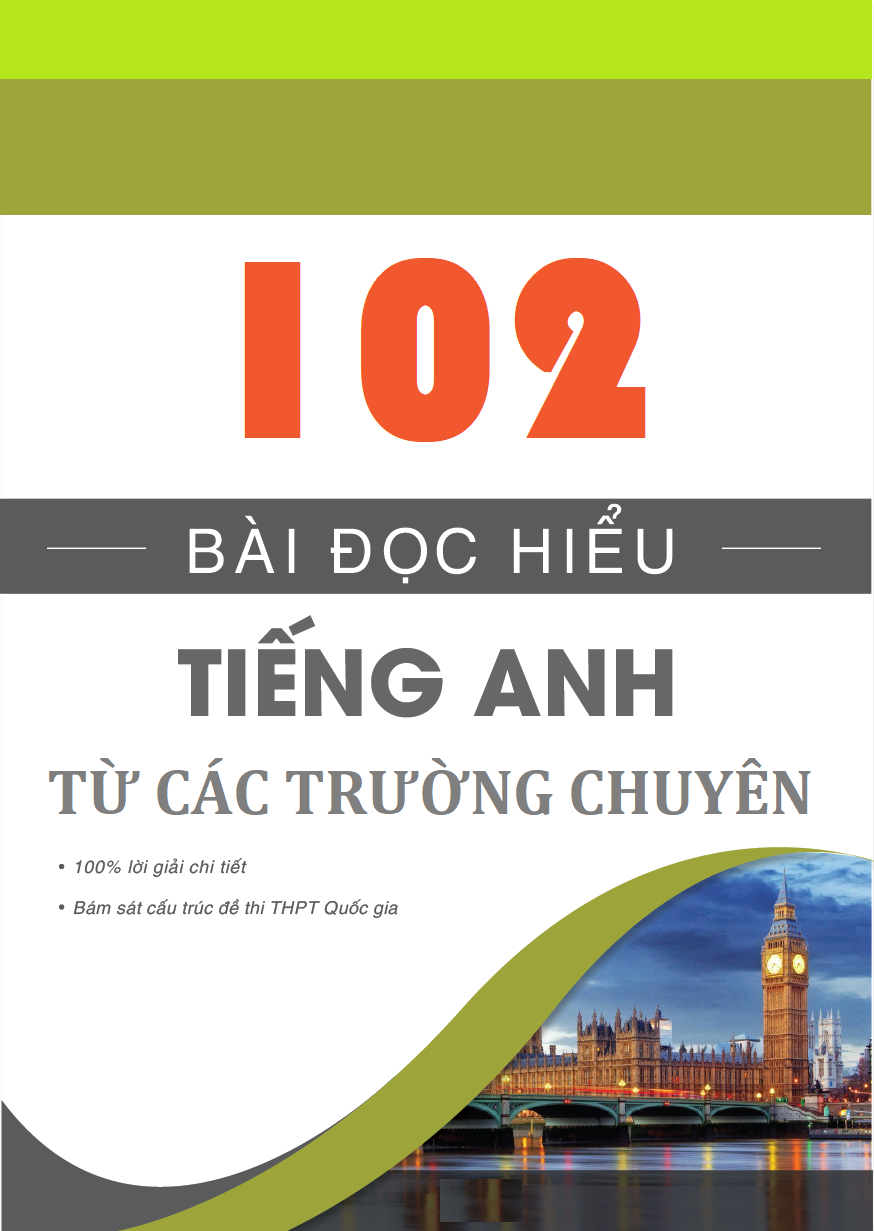 102
BÀI ĐỌC HIỂU
TIẾNG ANH
TỪ CÁC TRƯỜNG CHUYÊN
• 100% lời giải chi tiết
• Bám sát cấu trúc đề thi THPT Quốc gia